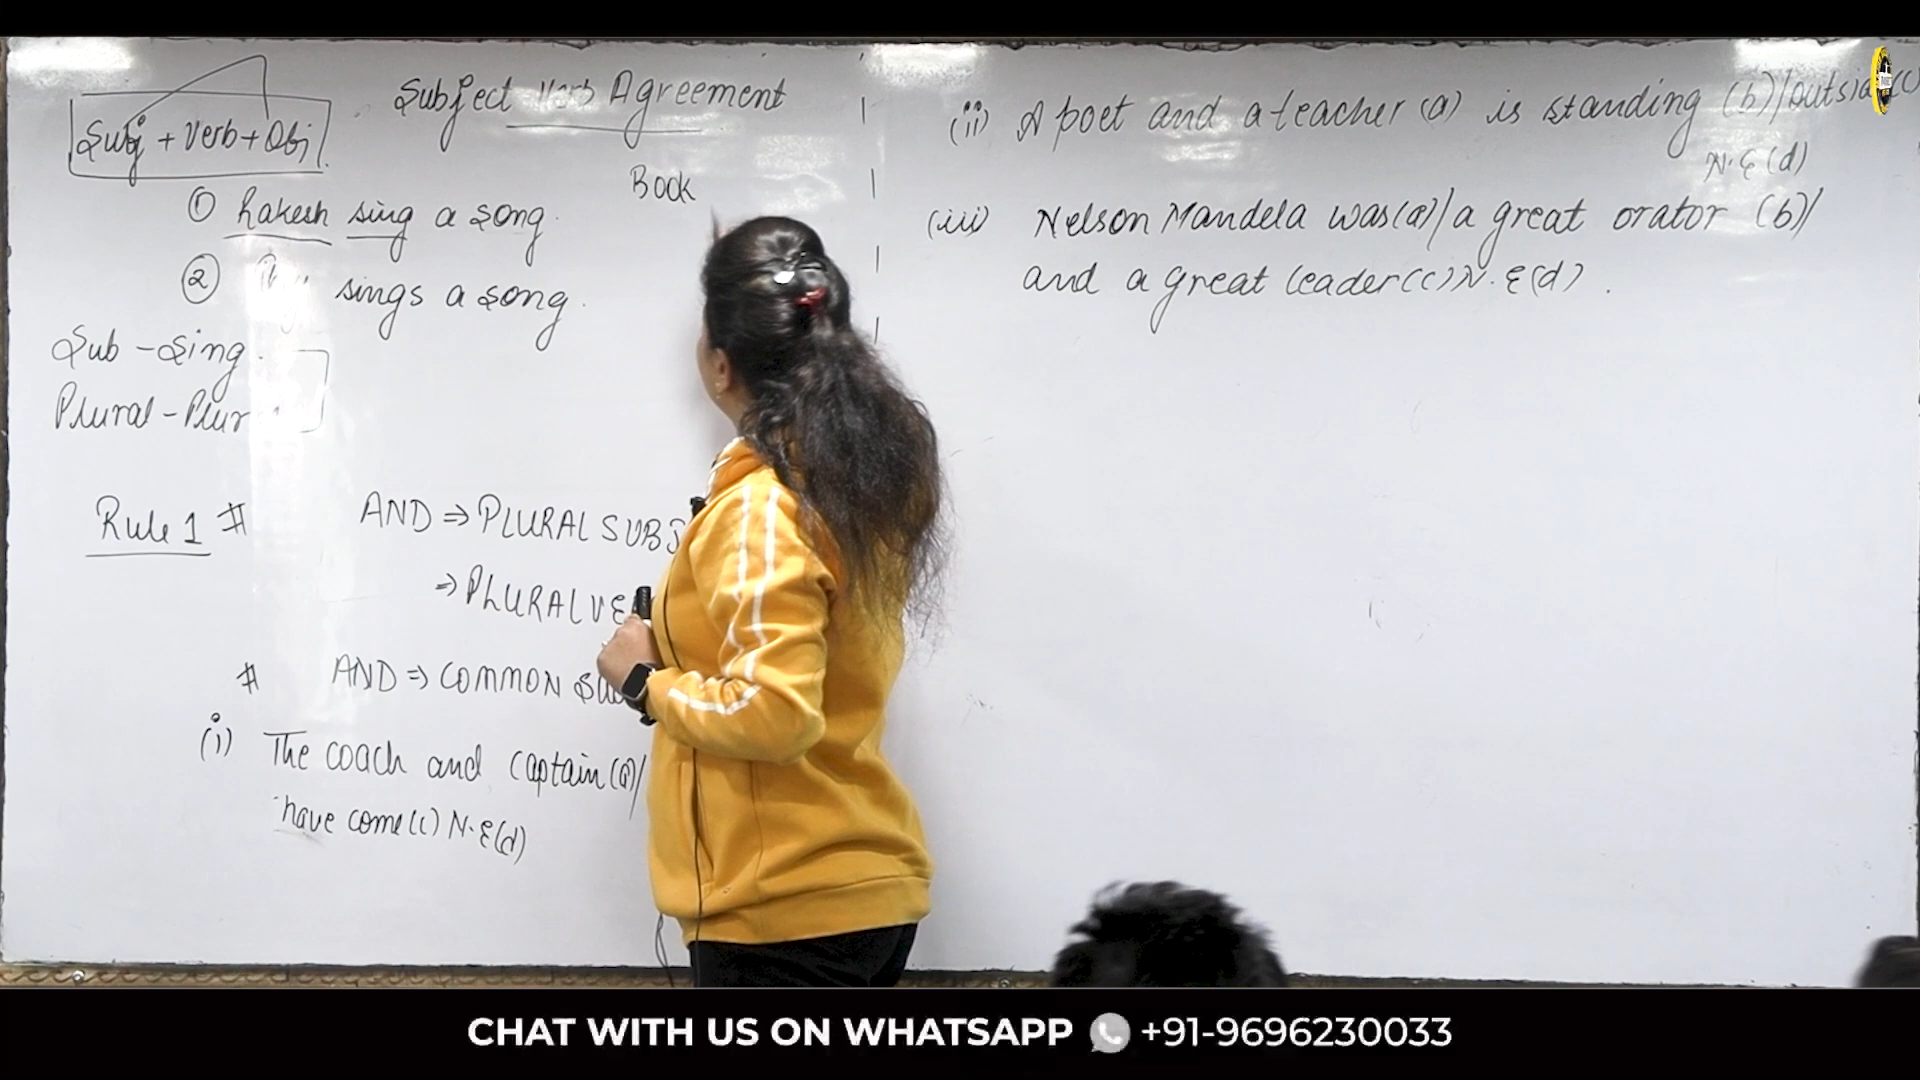 Subject Verb Agreement
Subj + Verb + Obj
Book
① Rakesh sing a song.
② sings a song.
Sub - Sing.
Plural - Plur
Rule 1 # AND ⇒ PLURAL SUBJ
⇒ PLURAL VE
# AND ⇒ COMMON SU
(i) The coach and captain (a)/
have come (c) N.E (d)
(ii) A poet and a teacher (a) is standing (b)/outsid (c)
N.E (d)
(iii) Nelson Mandela was (a)/a great orator (b)/
and a great leader (c) N.E (d).
CHAT WITH US ON WHATSAPP +91-9696230033